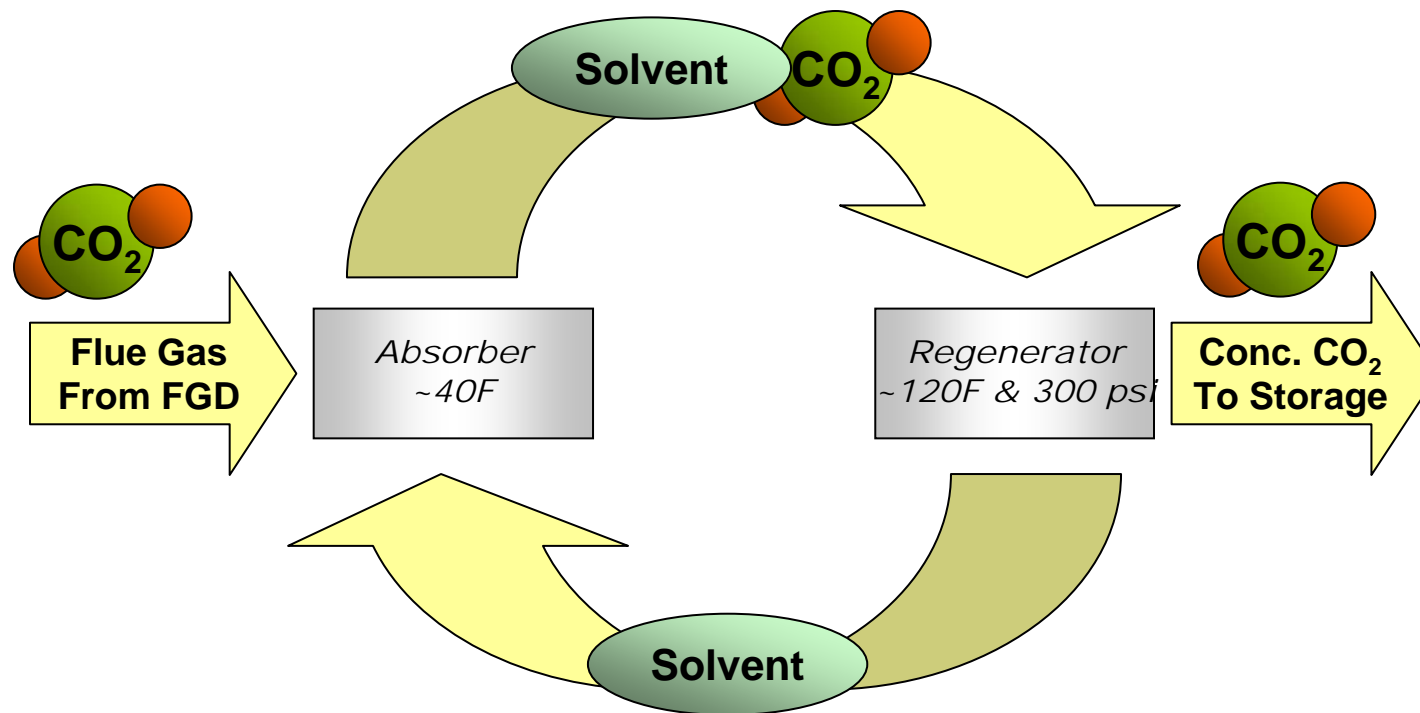 Solvent
CO₂
CO₂
CO₂
Flue Gas
From FGD
Absorber
~40F
Regenerator
~120F & 300 psi
Conc. CO₂
To Storage
Solvent